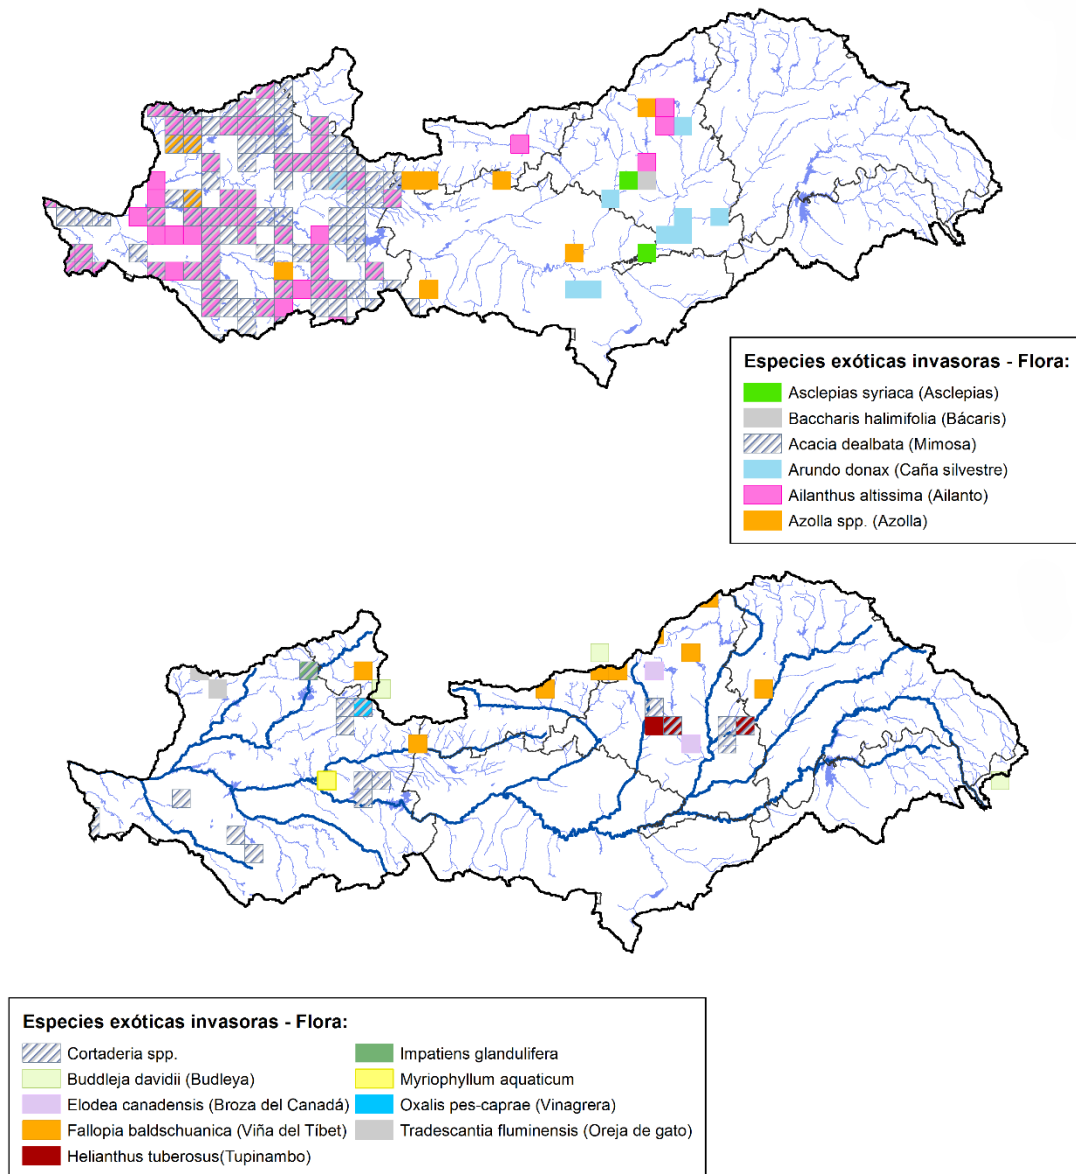 Especies exóticas invasoras - Flora:
Asclepias syriaca (Asclepias)
Baccharis halimifolia (Bácaris)
Acacia dealbata (Mimosa)
Arundo donax (Caña silvestre)
Ailanthus altissima (Ailanto)
Azolla spp. (Azolla)
Especies exóticas invasoras - Flora:
Cortaderia spp.
Buddleja davidii (Budleya)
Elodea canadensis (Broza del Canadá)
Fallopia baldschuanica (Viña del Tíbet)
Helianthus tuberosus(Tupinambo)
Impatiens glandulifera
Myriophyllum aquaticum
Oxalis pes-caprae (Vinagrera)
Tradescantia fluminensis (Oreja de gato)